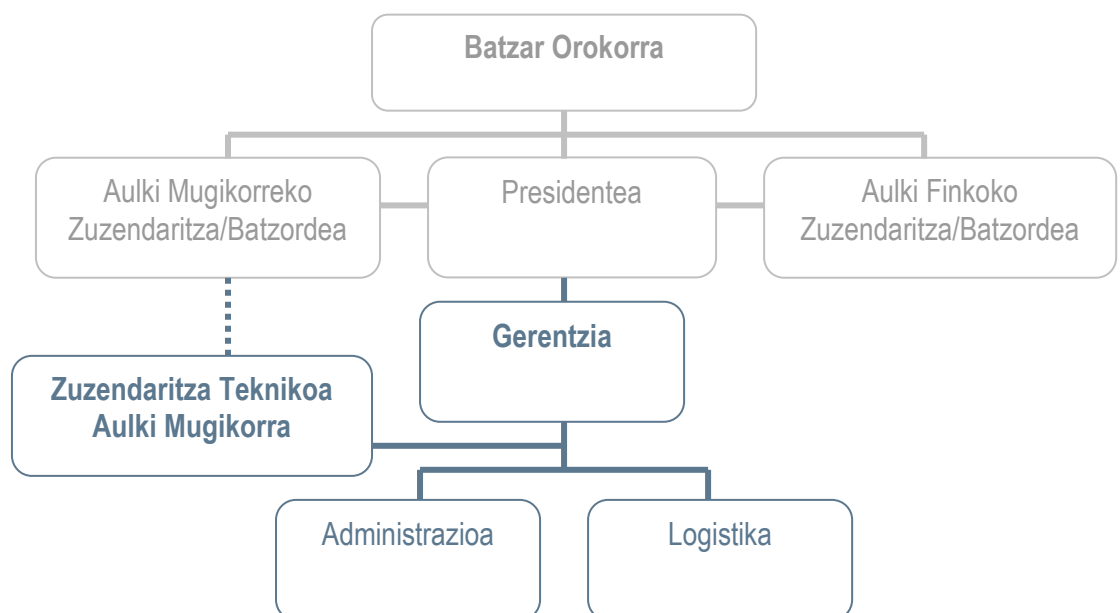 Batzar Orokorra
Aulki Mugikorreko
Zuzendaritza/Batzordea
Presidentea
Aulki Finkoko
Zuzendaritza/Batzordea
Gerentzia
Zuzendaritza Teknikoa
Aulki Mugikorra
Administrazioa
Logistika